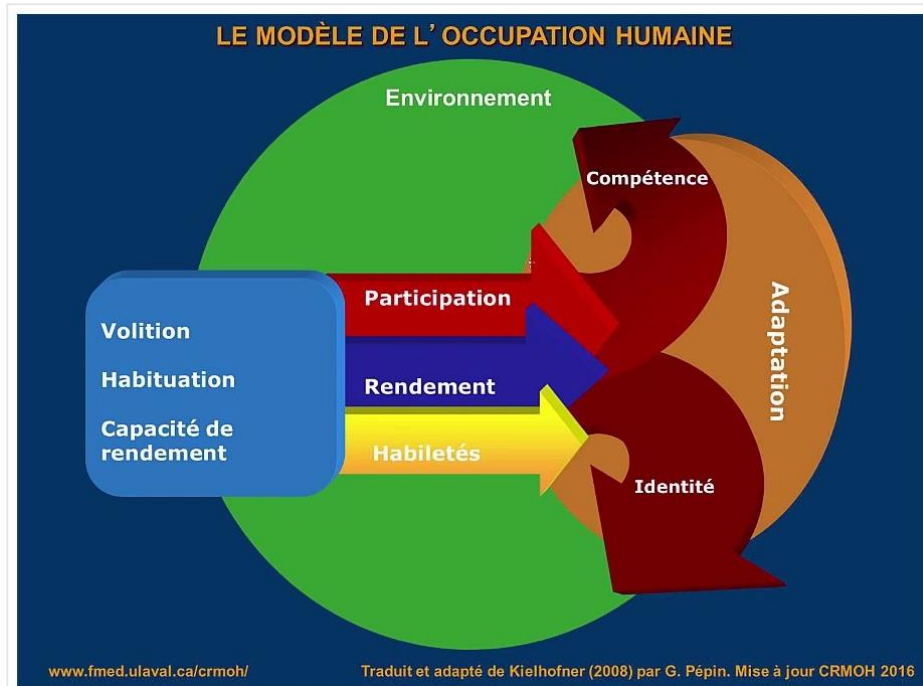 LE MODÈLE DE L' OCCUPATION HUMAINE
Environnement
Compétence
Participation
Volition
Adaptation
Habituation
Rendement
Capacité de
rendement
Habiletés
Identité
www.fmed.ulaval.ca/crmoh/
Traduit et adapté de Kielhofner (2008) par G. Pépin. Mise à jour CRMOH 2016